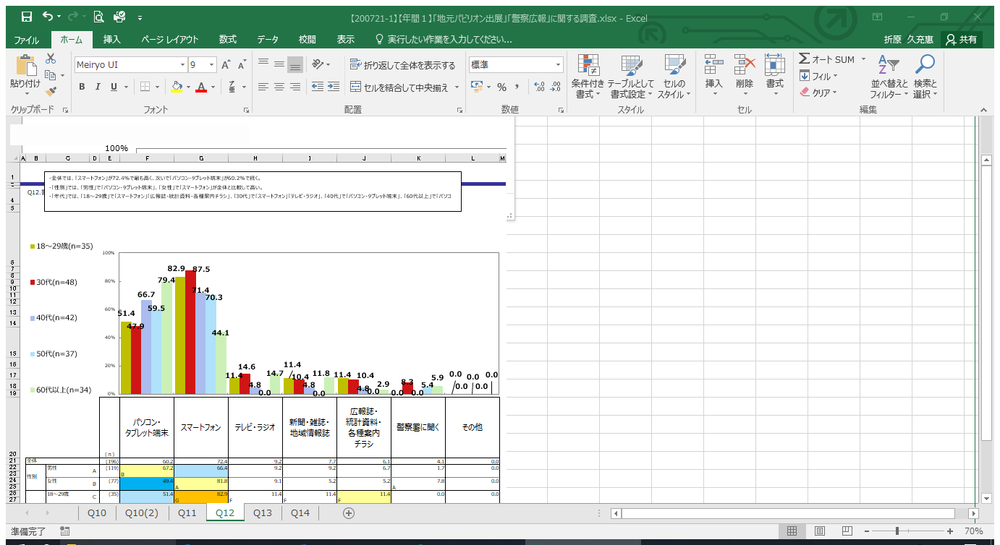 【200721-1】【年間１】「地元パビリオン出展」「警察広報」に関する調査.xlsx - Excel
ファイル ホーム 挿入 ページ レイアウト 数式 データ 校閲 表示 実行したい作業を入力してください... 折原 久充惠 共有
貼り付け
クリップボード
Meiryo UI 9
A A
B I U
フォント
折り返して全体を表示する
セルを結合して中央揃え
配置
標準
% ,
数値
条件付き書式
テーブルとして書式設定
セルのスタイル
スタイル
挿入 削除 書式
セル
オート SUM
フィル
クリア
並べ替えとフィルター
検索と選択
編集
100%
A B C D E F G H I J K L M
・全体では、「スマートフォン」が72.4%で最も高く、次いで「パソコン・タブレット端末」が60.2%で続く。
・「性別」では、「男性」で「パソコン・タブレット端末」、「女性」で「スマートフォン」が全体と比較して高い。
・「年代」では、「18～29歳」で「スマートフォン」「広報誌・統計資料・各種案内チラシ」、「30代」で「スマートフォン」「テレビ・ラジオ」、「40代」で「パソコン・タブレット端末」、「60代以上」で「パソコ
Q12.
18～29歳(n=35)
30代(n=48)
40代(n=42)
50代(n=37)
60代以上(n=34)
100%
80%
60%
40%
20%
0%
51.4 47.9 66.7 59.5 79.4
82.9 87.5 71.4 70.3 44.1
11.4 14.6 4.8 0.0 14.7
11.4 10.4 4.8 0.0 11.8
11.4 10.4 4.8 0.0 2.9
0.0 8.3 0.0 5.4 5.9
0.0 0.0 0.0 0.0 0.0
(n)
パソコン・
タブレット端末
スマートフォン
テレビ・ラジオ
新聞・雑誌・
地域情報誌
広報誌・
統計資料・
各種案内
チラシ
警察署に聞く
その他
全体 (196) 60.2 72.4 9.2 7.7 6.1 4.1 0.0
性別
男性 A (119) 67.2 66.4 9.2 9.2 6.7 1.7 0.0
B
女性 B (77) 49.4 81.8 9.1 5.2 5.2 7.8 0.0
A A
18～29歳 C (35) 51.4 82.9 11.4 11.4 11.4 0.0 0.0
G F F F
Q10 Q10(2) Q11 Q12 Q13 Q14
準備完了 70%